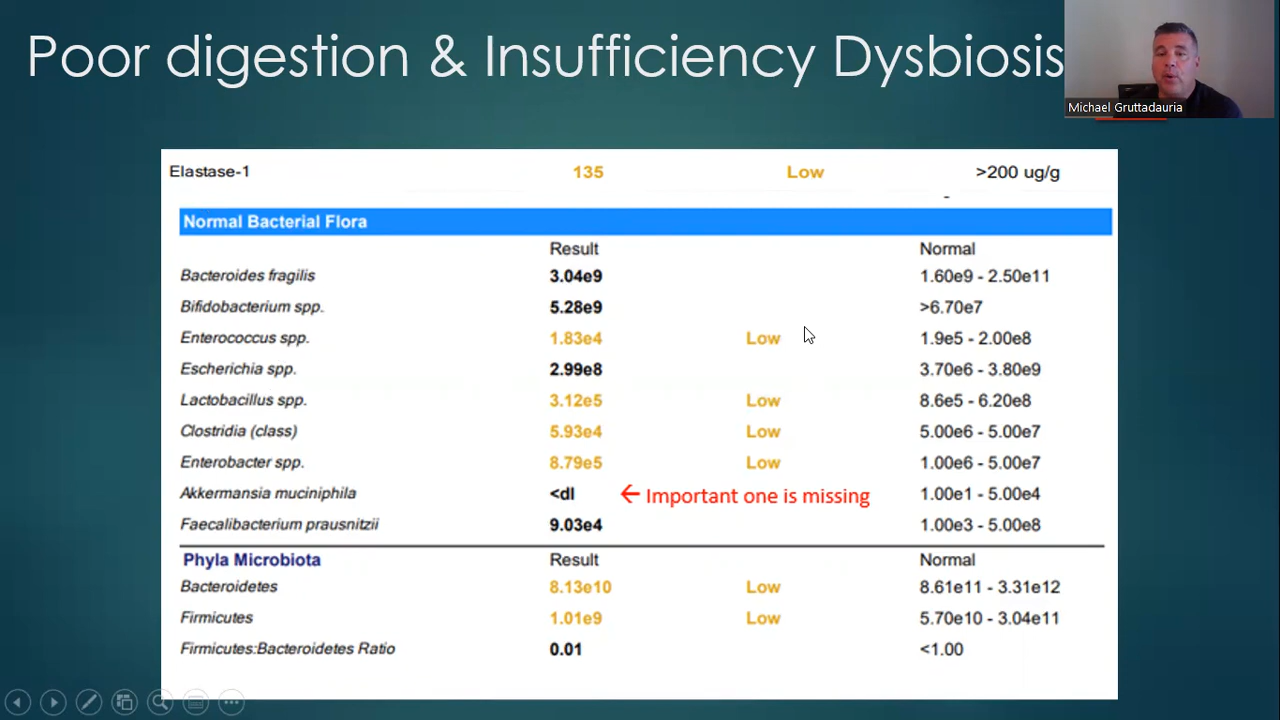 Poor digestion & Insufficiency Dysbiosis
Michael Gruttadauria
Elastase-1 135 Low >200 ug/g
Normal Bacterial Flora
Result Normal
Bacteroides fragilis 3.04e9 1.60e9 - 2.50e11
Bifidobacterium spp. 5.28e9 >6.70e7
Enterococcus spp. 1.83e4 Low 1.9e5 - 2.00e8
Escherichia spp. 2.99e8 3.70e6 - 3.80e9
Lactobacillus spp. 3.12e5 Low 8.6e5 - 6.20e8
Clostridia (class) 5.93e4 Low 5.00e6 - 5.00e7
Enterobacter spp. 8.79e5 Low 1.00e6 - 5.00e7
Akkermansia muciniphila <dl ← Important one is missing 1.00e1 - 5.00e4
Faecalibacterium prausnitzii 9.03e4 1.00e3 - 5.00e8
Phyla Microbiota Result Normal
Bacteroidetes 8.13e10 Low 8.61e11 - 3.31e12
Firmicutes 1.01e9 Low 5.70e10 - 3.04e11
Firmicutes:Bacteroidetes Ratio 0.01 <1.00